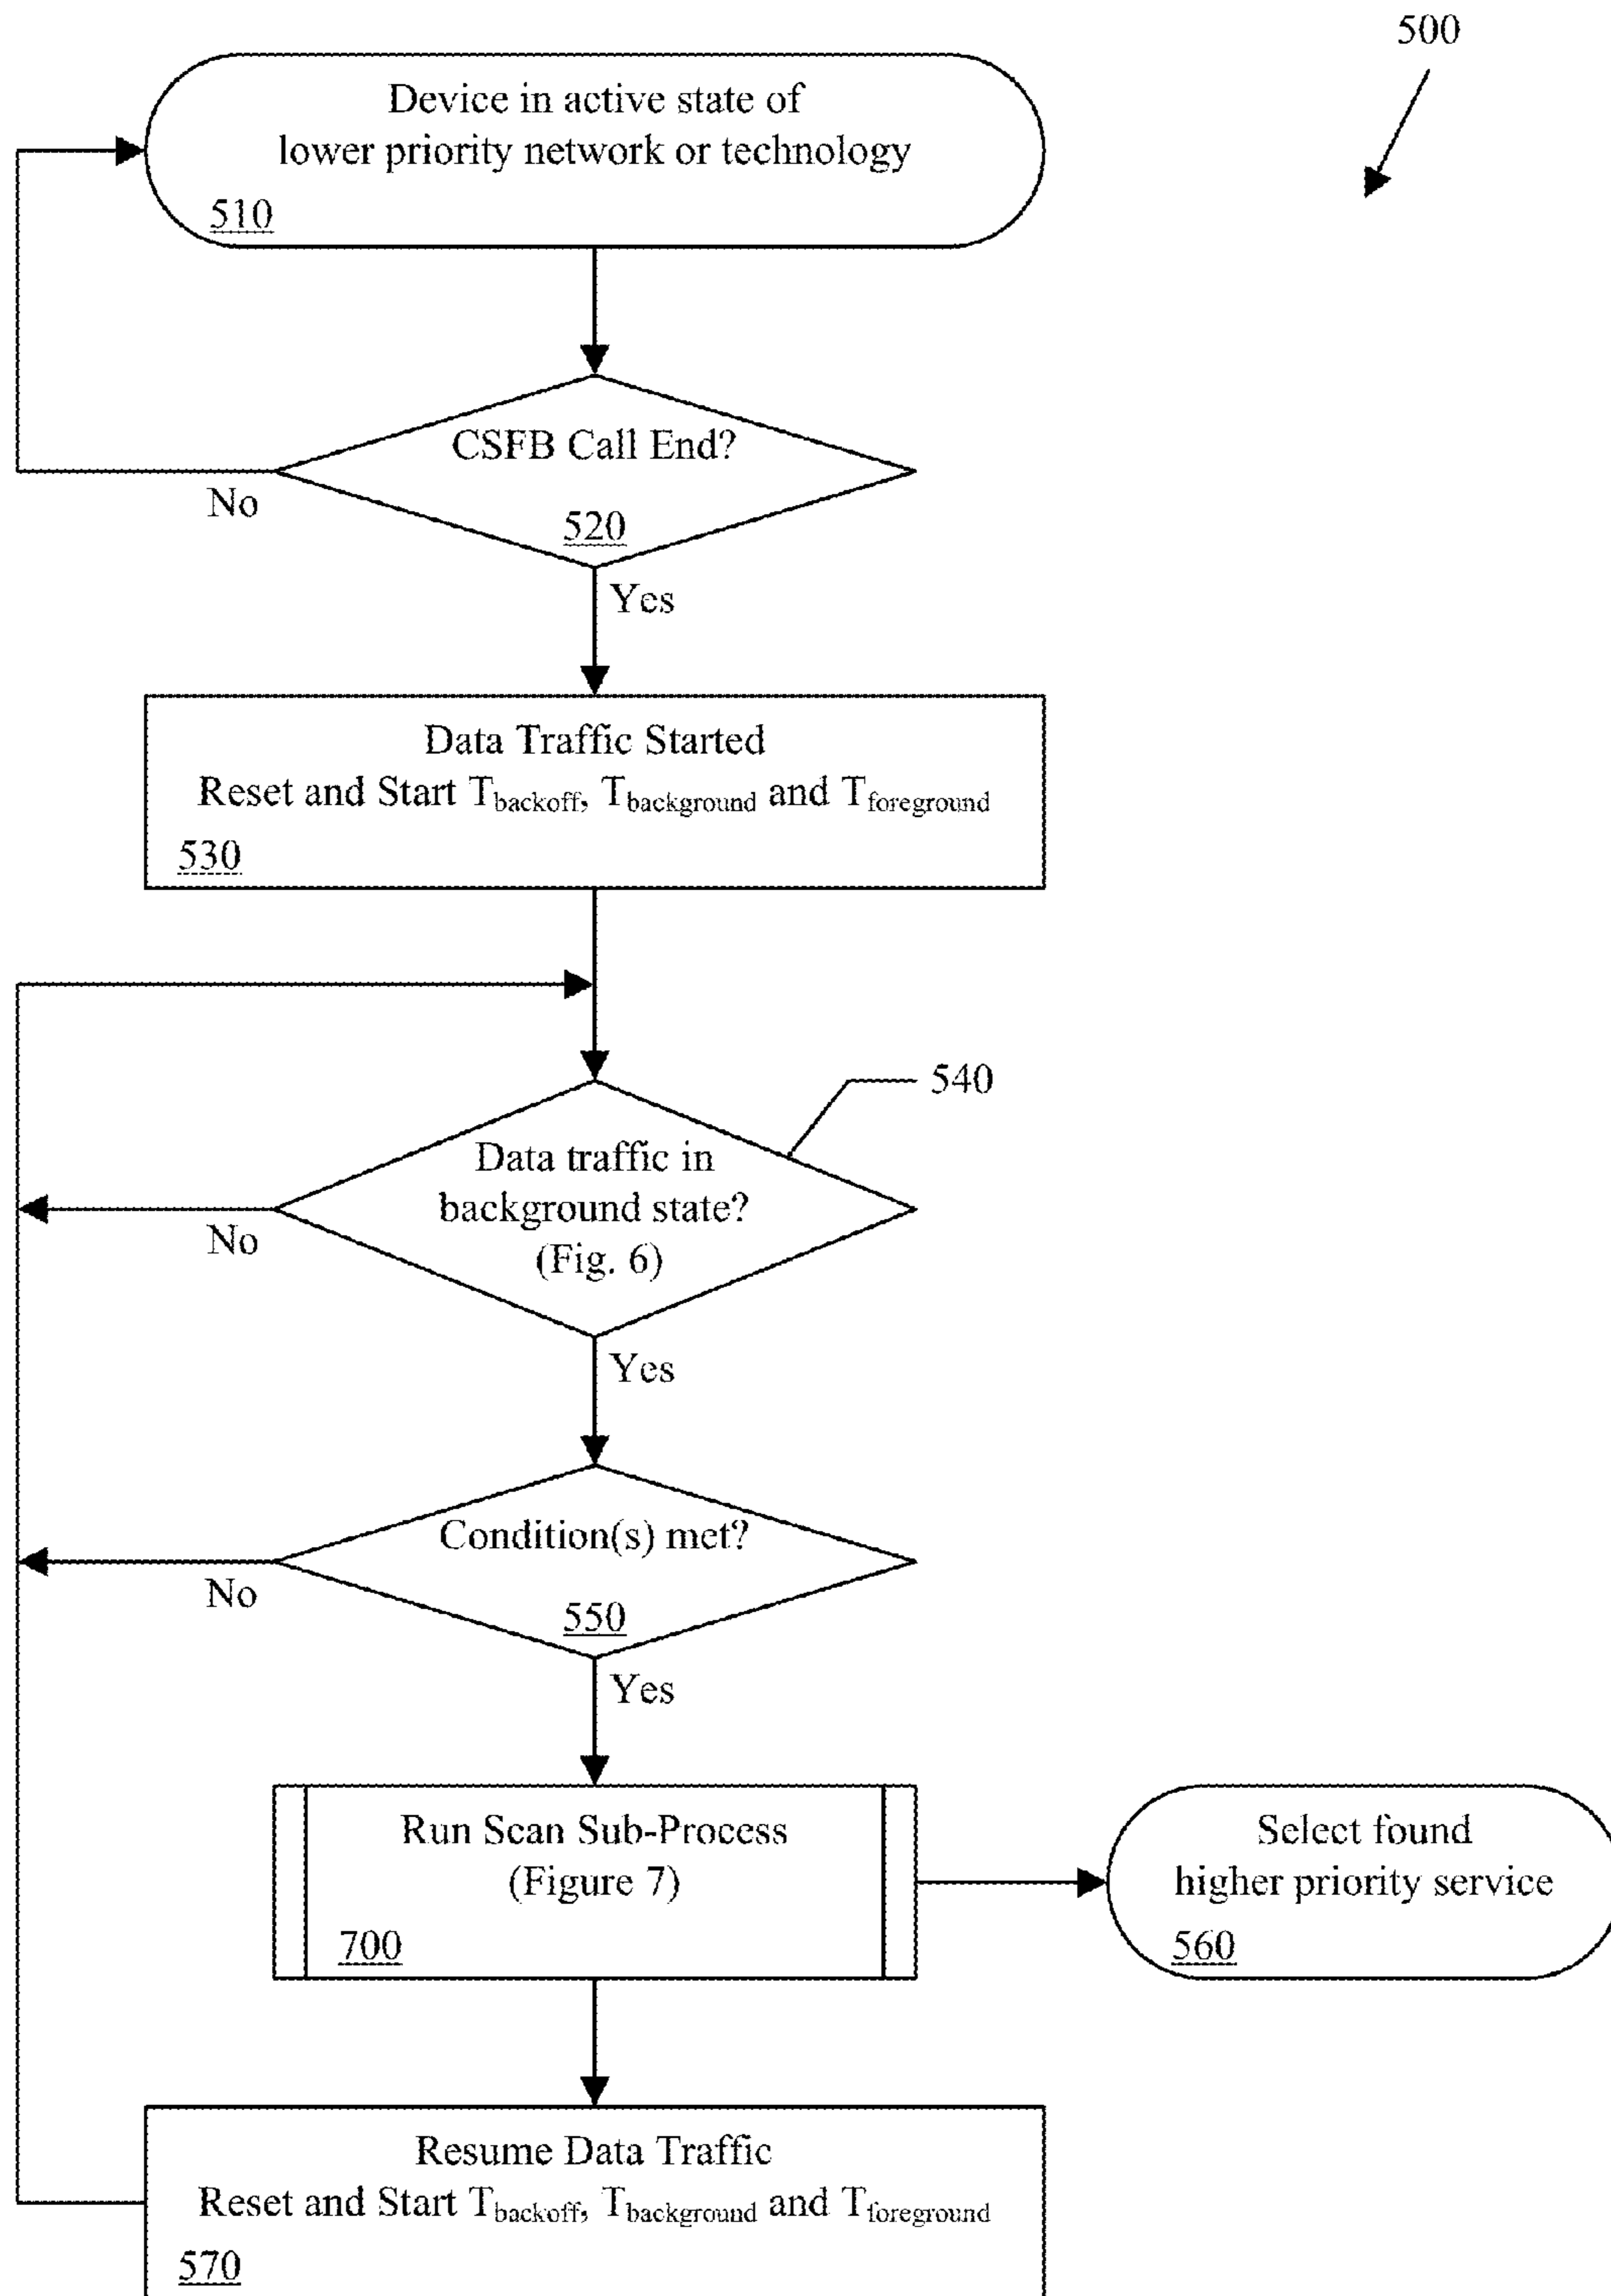 500
Device in active state of
lower priority network or technology
510
CSFB Call End?
No
520
Yes
Data Traffic Started
Reset and Start Tbackoff, Tbackground and Tforeground
530
540
Data traffic in
background state?
(Fig. 6)
No
Yes
Condition(s) met?
No
550
Yes
Run Scan Sub-Process
(Figure 7)
700
Select found
higher priority service
560
Resume Data Traffic
Reset and Start Tbackoff, Tbackground and Tforeground
570